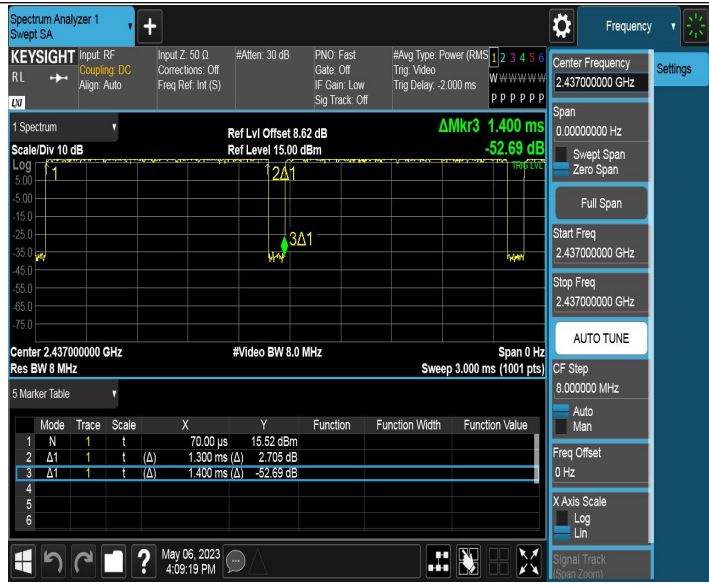 Spectrum Analyzer 1
Swept SA
Frequency
KEYSIGHT
RL
LXI
Input: RF
Coupling: DC
Align: Auto
Input Z: 50 Ω
Corrections: Off
Freq Ref: Int (S)
#Atten: 30 dB
PNO: Fast
Gate: Off
IF Gain: Low
Sig Track: Off
#Avg Type: Power (RMS
Trig: Video
Trig Delay: -2.000 ms
1 2 3 4 5 6
W W W W W W
P P P P P P
1 Spectrum
Scale/Div 10 dB
Ref Lvl Offset 8.62 dB
Ref Level 15.00 dBm
ΔMkr3 1.400 ms
-52.69 dB
Log
TRIG LVL
1
2Δ1
3Δ1
5.00
-5.00
-15.0
-25.0
-35.0
-45.0
-55.0
-65.0
-75.0
Center 2.437000000 GHz
#Video BW 8.0 MHz
Span 0 Hz
Res BW 8 MHz
Sweep 3.000 ms (1001 pts)
5 Marker Table
Mode Trace Scale X Y Function Function Width Function Value
1 N 1 t 70.00 µs 15.52 dBm
2 Δ1 1 t (Δ) 1.300 ms (Δ) 2.705 dB
3 Δ1 1 t (Δ) 1.400 ms (Δ) -52.69 dB
4
5
6
May 06, 2023
4:09:19 PM
Center Frequency
2.437000000 GHz
Span
0.00000000 Hz
Swept Span
Zero Span
Full Span
Start Freq
2.437000000 GHz
Stop Freq
2.437000000 GHz
AUTO TUNE
CF Step
8.000000 MHz
Auto
Man
Freq Offset
0 Hz
X Axis Scale
Log
Lin
Signal Track
(Span Zoom)
Settings